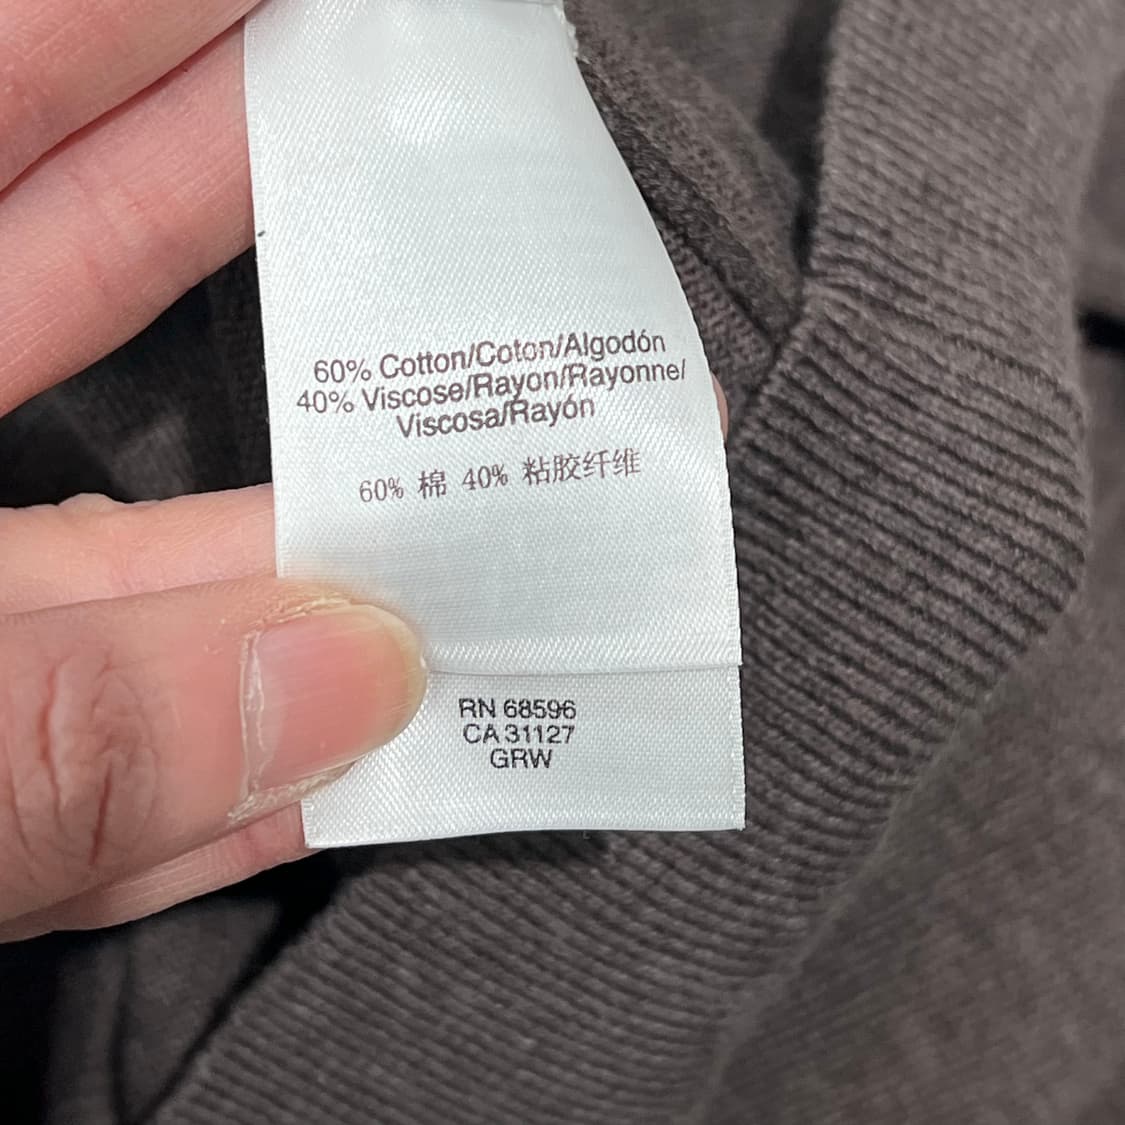 60% Cotton/Coton/Algodón
40% Viscose/Rayon/Rayonne/
Viscosa/Rayón
60% 棉 40% 粘胶纤维
RN 68596
CA 31127
GRW